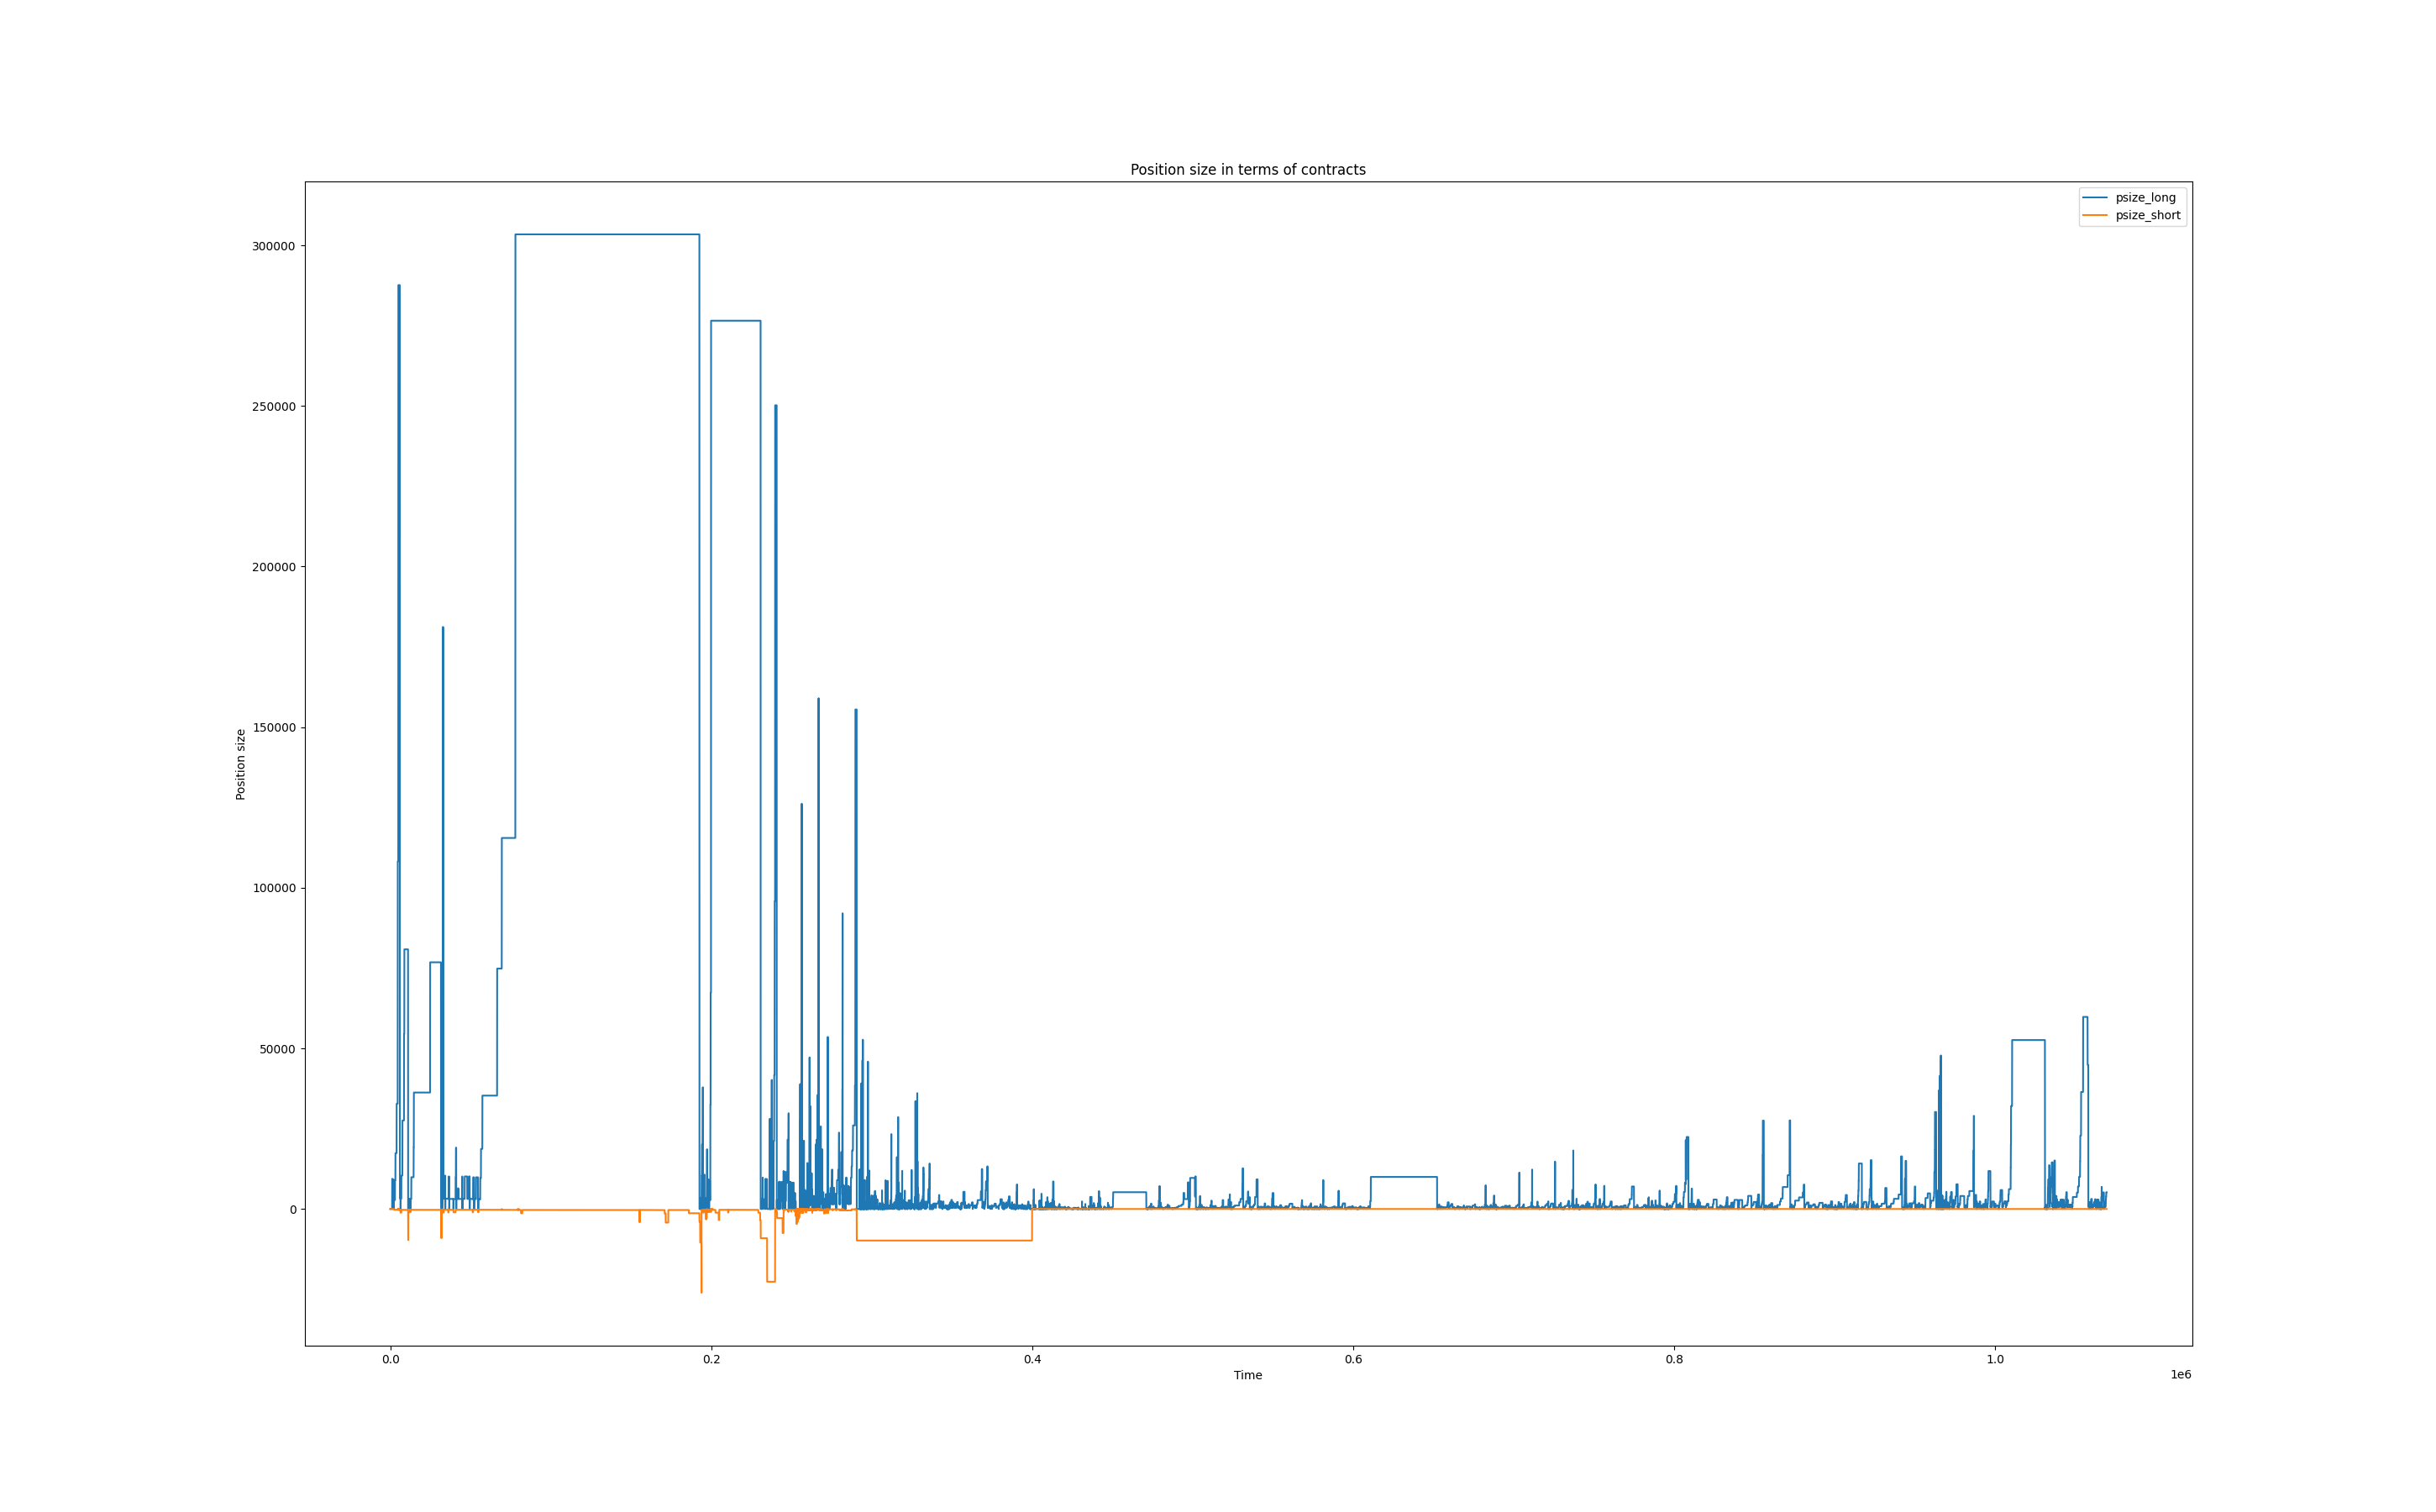 Position size in terms of contracts
psize_long
psize_short
300000
250000
200000
150000
100000
50000
0
Position size
0.0 0.2 0.4 0.6 0.8 1.0
Time
1e6